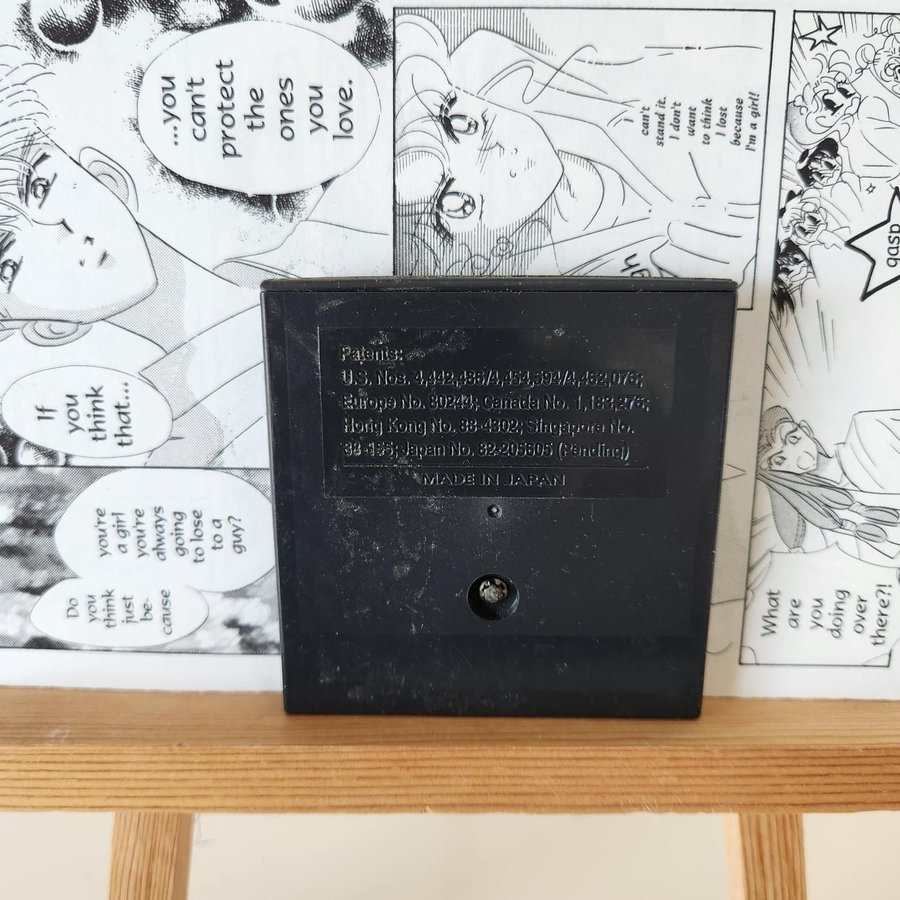 ...you
can't
protect
the
ones
you
love.
I
can't
stand it.
I don't
want
to think
I lost
because
I'm a girl!!
gasp
If
you
think
that...
you're
a girl
you're
always
going
to lose
to a
guy?
Do
you
think
just
be-
cause
What
are
you
doing
over
there?!
Patents:
U.S. Nos. 4,442,486/4,454,594/4,462,076;
Europe No. 80244; Canada No. 1,183,276;
Hong Kong No. 88-4302; Singapore No.
88-155; Japan No. 82-205605 (Pending)
MADE IN JAPAN